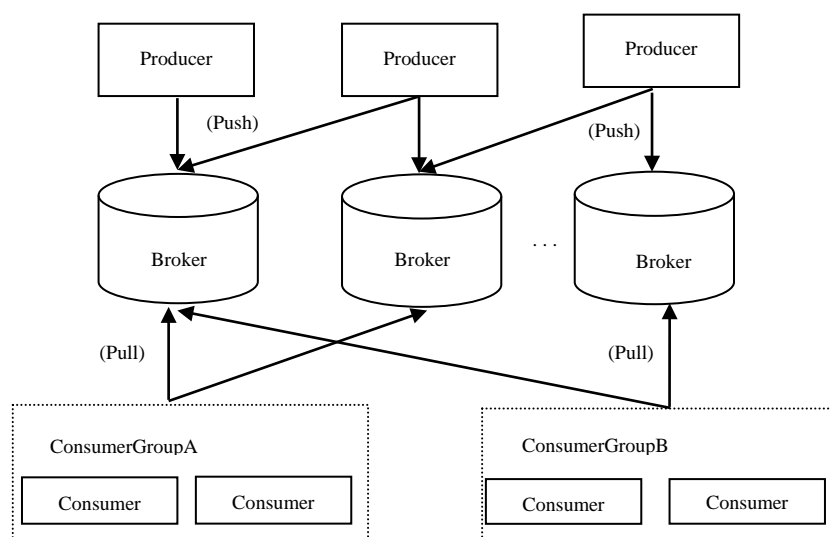 Producer
Producer
Producer
(Push)
(Push)
Broker
Broker
. . .
Broker
(Pull)
(Pull)
ConsumerGroupA
ConsumerGroupB
Consumer
Consumer
Consumer
Consumer